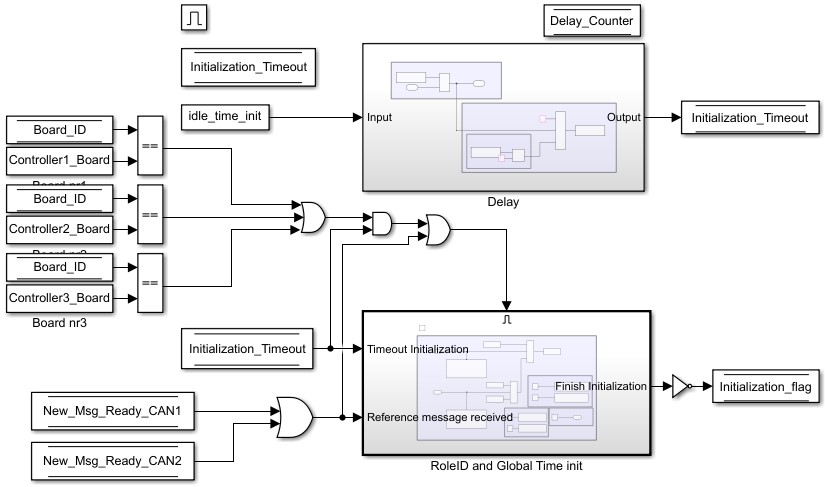 Delay_Counter
Initialization_Timeout
idle_time_init
Input
Output
Initialization_Timeout
Delay
Board_ID
Controller1_Board
==
Board nr1
Board_ID
Controller2_Board
==
Board nr2
Board_ID
Controller3_Board
==
Board nr3
Initialization_Timeout
Timeout Initialization
Finish Initialization
Initialization_flag
New_Msg_Ready_CAN1
Reference message received
New_Msg_Ready_CAN2
RoleID and Global Time init